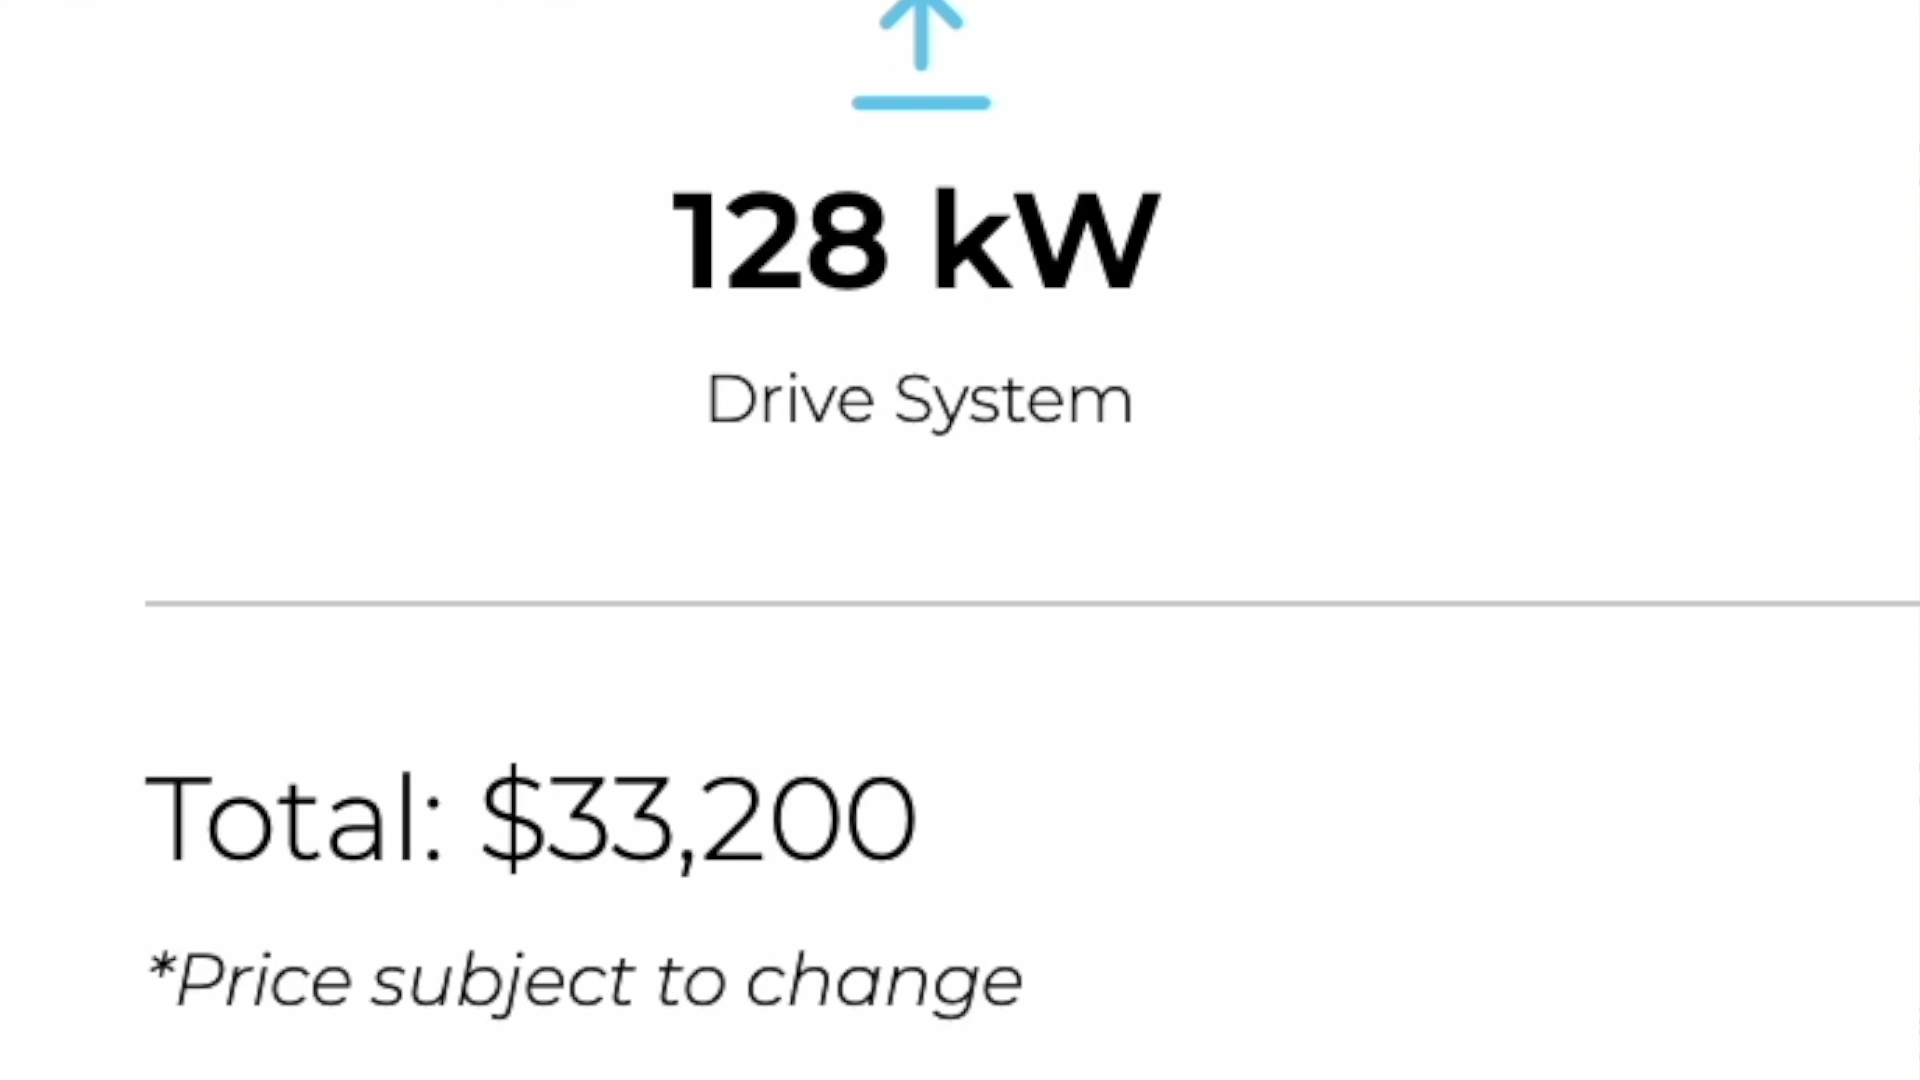 128 kW
Drive System
Total: $33,200
*Price subject to change